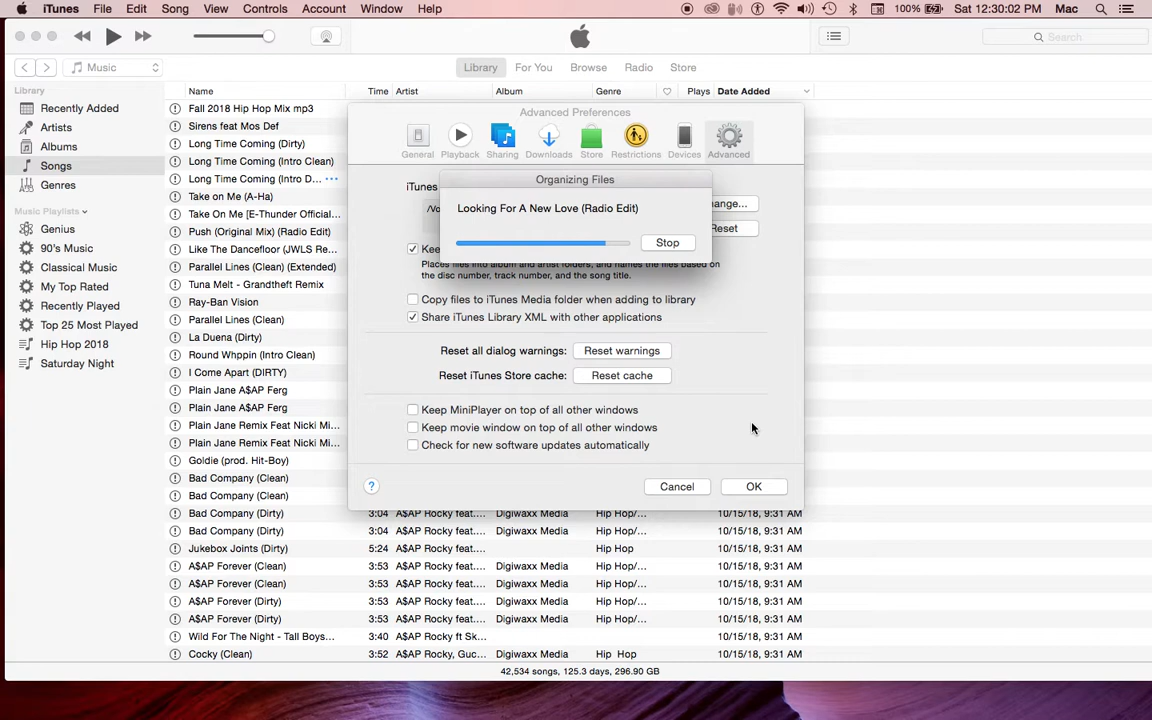 iTunes File Edit Song View Controls Account Window Help 100% Sat 12:30:02 PM Mac
Search
Music Library For You Browse Radio Store
Library
Recently Added
Artists
Albums
Songs
Genres
Music Playlists
Genius
90's Music
Classical Music
My Top Rated
Recently Played
Top 25 Most Played
Hip Hop 2018
Saturday Night
Name Time Artist Album Genre Plays Date Added
Fall 2018 Hip Hop Mix mp3
Sirens feat Mos Def
Long Time Coming (Dirty)
Long Time Coming (Intro Clean)
Long Time Coming (Intro D... •••
Take on Me (A-Ha)
Take On Me [E-Thunder Official...
Push (Original Mix) (Remix)
Like The Dancefloor (JWLS Re...
Parallel Lines (Clean) (Extended)
Tuna Melt - Grandtheft Remix
Ray-Ban Vision
Parallel Lines (Clean)
La Duena (Dirty)
Round Whppin (Intro Clean)
I Come Apart (DIRTY)
Plain Jane A$AP Ferg
Plain Jane A$AP Ferg
Plain Jane Remix Feat Nicki Mi...
Plain Jane Remix Feat Nicki Mi...
Goldie (prod. Hit-Boy)
Bad Company (Clean)
Bad Company (Clean)
Bad Company (Dirty) 3:04 A$AP Rocky feat.... Digiwaxx Media Hip Hop/... 10/15/18, 9:31 AM
Bad Company (Dirty) 3:04 A$AP Rocky feat.... Digiwaxx Media Hip Hop/... 10/15/18, 9:31 AM
Jukebox Joints (Dirty) 5:24 A$AP Rocky feat.... Hip Hop 10/15/18, 9:31 AM
A$AP Forever (Clean) 3:53 A$AP Rocky feat.... Digiwaxx Media Hip Hop/... 10/15/18, 9:31 AM
A$AP Forever (Clean) 3:53 A$AP Rocky feat.... Digiwaxx Media Hip Hop/... 10/15/18, 9:31 AM
A$AP Forever (Dirty) 3:53 A$AP Rocky feat.... Digiwaxx Media Hip Hop/... 10/15/18, 9:31 AM
A$AP Forever (Dirty) 3:53 A$AP Rocky feat.... Digiwaxx Media Hip Hop/... 10/15/18, 9:31 AM
Wild For The Night - Tall Boys... 3:40 A$AP Rocky ft Sk... 10/15/18, 9:31 AM
Cocky (Clean) 3:52 A$AP Rocky, Guc... Digiwaxx Media Hip Hop 10/15/18, 9:31 AM
42,534 songs, 125.3 days, 296.90 GB
Advanced Preferences
General Playback Sharing Downloads Store Restrictions Devices Advanced
iTunes
Reset
Organizing Files
Looking For A New Love (Radio Edit)
Stop
Places files into album and artist folders, and names the files based on
the disc number, track number, and the song title.
Copy files to iTunes Media folder when adding to library
Share iTunes Library XML with other applications
Reset all dialog warnings: Reset warnings
Reset iTunes Store cache: Reset cache
Keep MiniPlayer on top of all other windows
Keep movie window on top of all other windows
Check for new software updates automatically
? Cancel OK